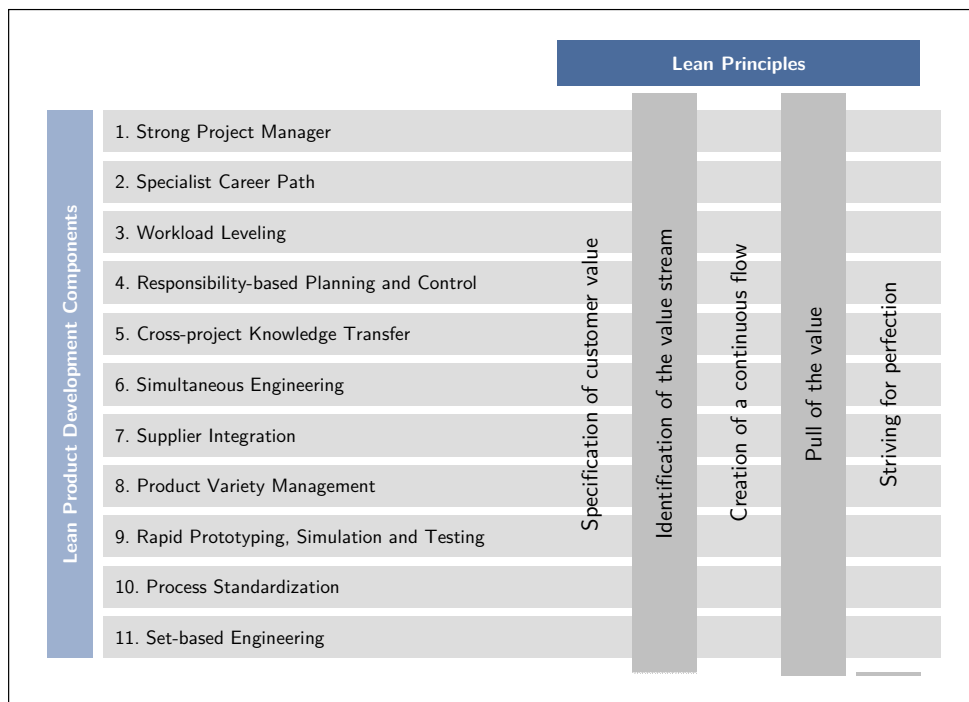 Lean Principles
Lean Product Development Components
1. Strong Project Manager
2. Specialist Career Path
3. Workload Leveling
4. Responsibility-based Planning and Control
5. Cross-project Knowledge Transfer
6. Simultaneous Engineering
7. Supplier Integration
8. Product Variety Management
9. Rapid Prototyping, Simulation and Testing
10. Process Standardization
11. Set-based Engineering
Specification of customer value
Identification of the value stream
Creation of a continuous flow
Pull of the value
Striving for perfection